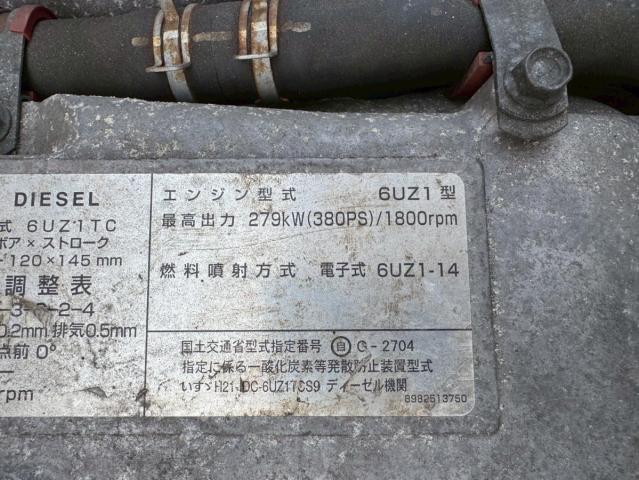 DIESEL
式 6UZ1TC
ボア × ストローク
120×145mm
調整表
-3- -2-4
0.2mm 排気0.5mm
点前 0°
rpm
エンジン型式 6UZ1型
最高出力 279kW(380PS)/1800rpm
燃料噴射方式 電子式 6UZ1-14
国土交通省型式指定番号 ㊀ G-2704
指定に係る一酸化炭素等発散防止装置型式
いすゞH21- DC-6UZ1TCS9 ディーゼル機関
8982513750